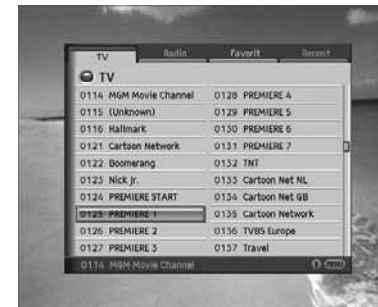 TV Radio Favorit Recent
TV
0114 MGM Movie Channel
0115 (Unknown)
0116 Hallmark
0121 Cartoon Network
0122 Boomerang
0123 Nick Jr.
0124 PREMIERE START
0125 PREMIERE 1
0126 PREMIERE 2
0127 PREMIERE 3
0128 PREMIERE 4
0129 PREMIERE 5
0130 PREMIERE 6
0131 PREMIERE 7
0132 TNT
0133 Cartoon Net NL
0134 Cartoon Net GB
0135 Cartoon Network
0136 TV8S Europe
0137 Travel
0114 MGM Movie Channel
MENU